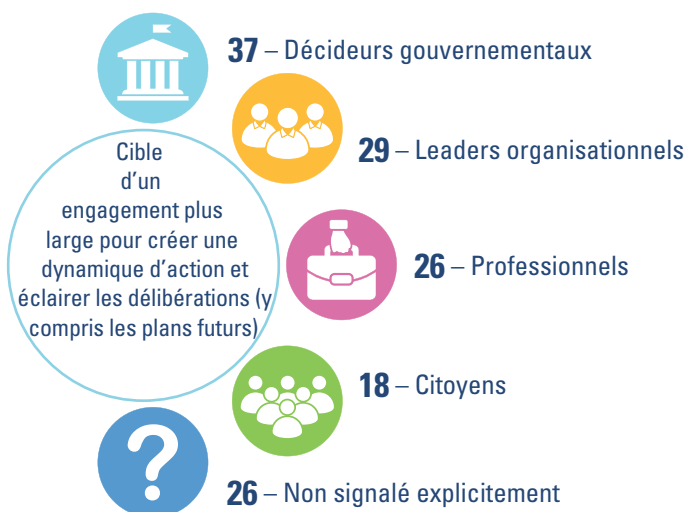 37 – Décideurs gouvernementaux
29 – Leaders organisationnels
Cible
d’un
engagement plus
large pour créer une
dynamique d’action et
éclairer les délibérations (y
compris les plans futurs)
26 – Professionnels
18 – Citoyens
26 – Non signalé explicitement